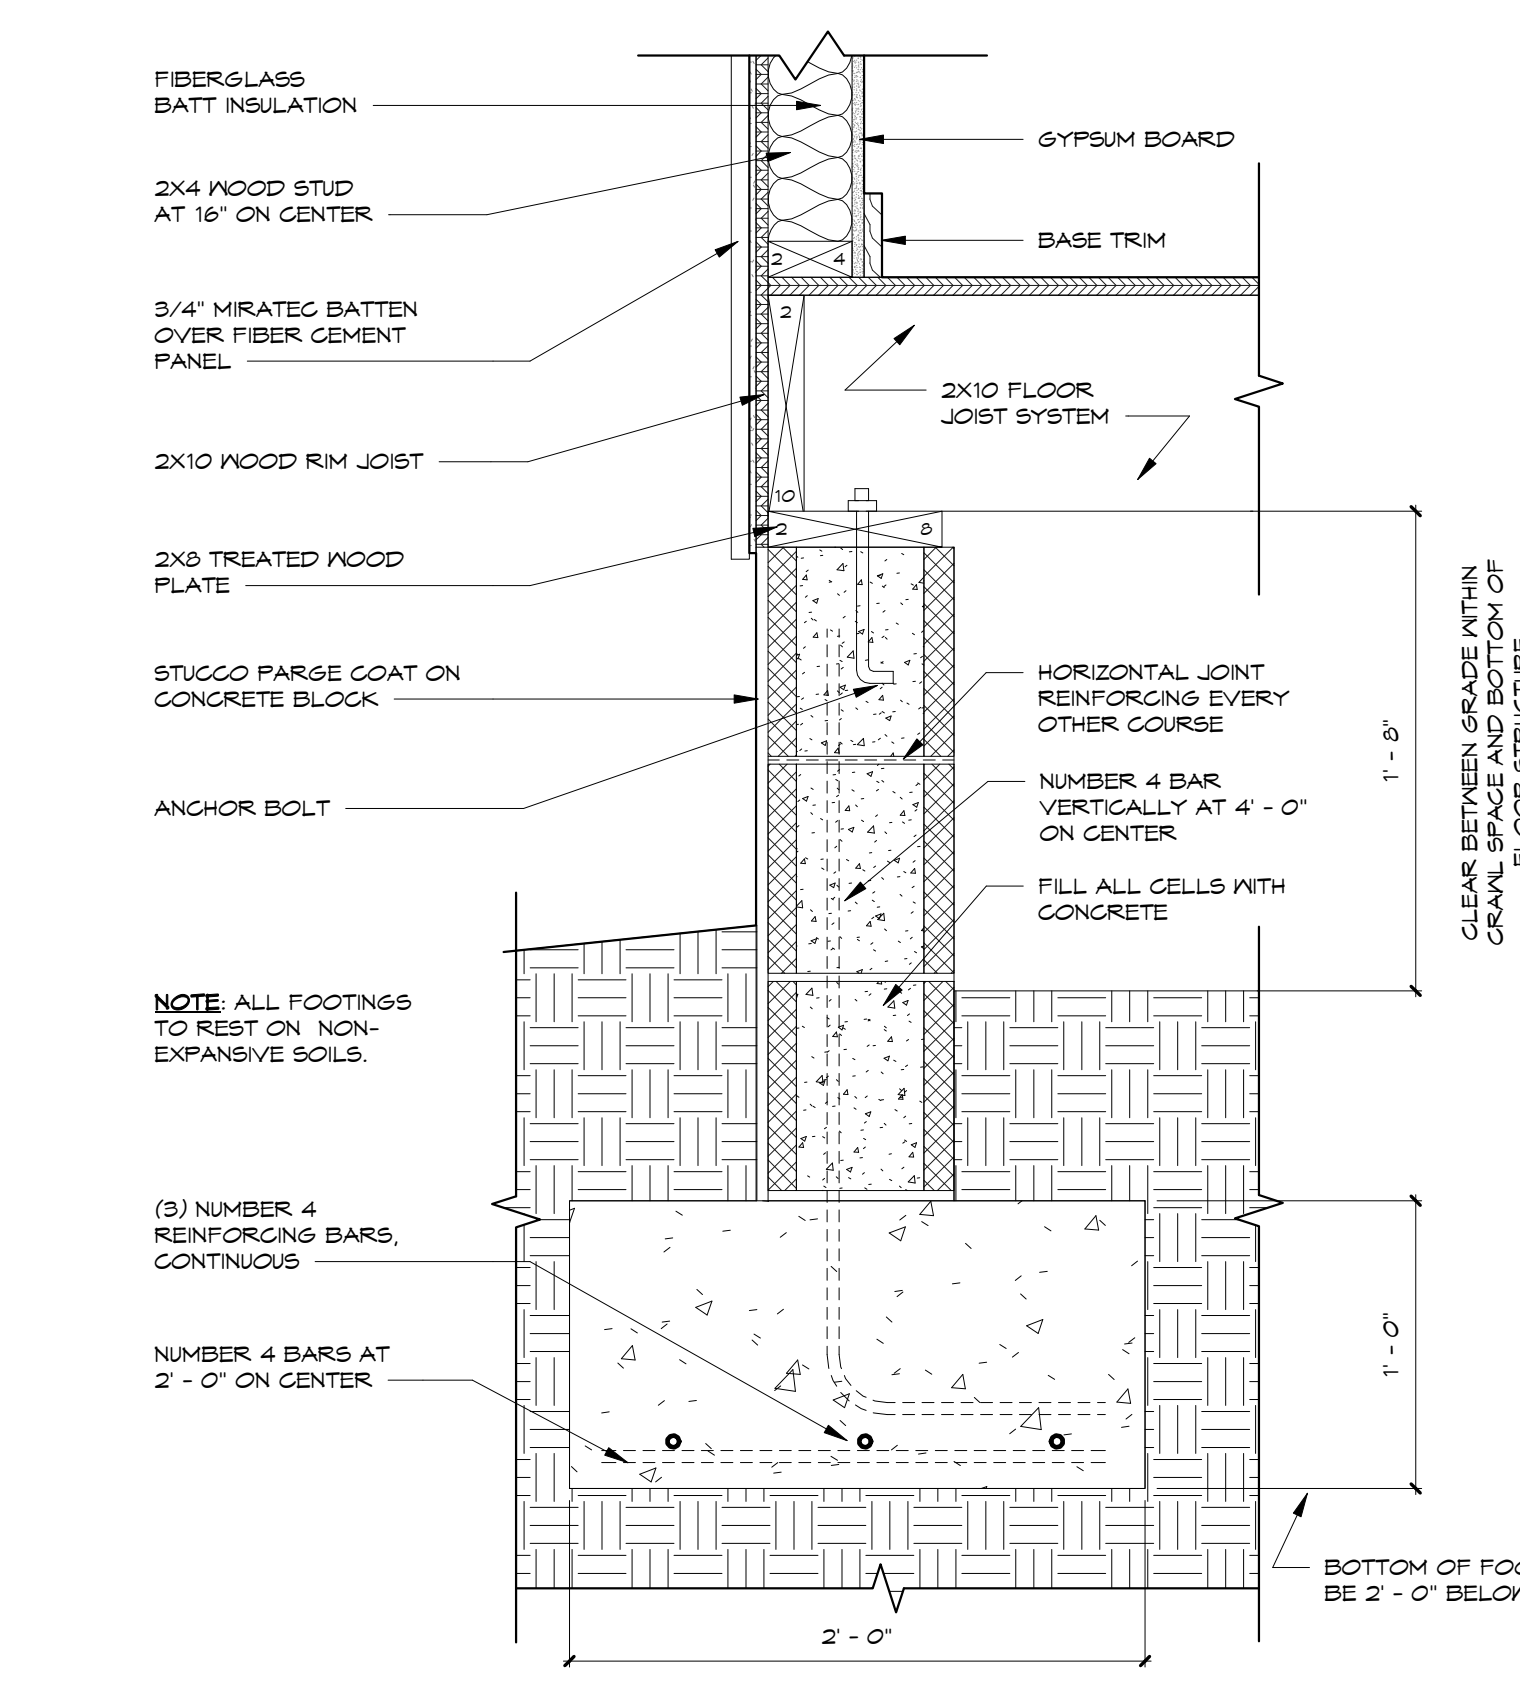 FIBERGLASS
BATT INSULATION
2X4 WOOD STUD
AT 16" ON CENTER
3/4" MIRATEC BATTEN
OVER FIBER CEMENT
PANEL
2X10 WOOD RIM JOIST
2X8 TREATED WOOD
PLATE
STUCCO PARGE COAT ON
CONCRETE BLOCK
ANCHOR BOLT
NOTE: ALL FOOTINGS
TO REST ON NON-
EXPANSIVE SOILS.
(3) NUMBER 4
REINFORCING BARS,
CONTINUOUS
NUMBER 4 BARS AT
2' - 0" ON CENTER
2 4
2
10
2 8
GYPSUM BOARD
BASE TRIM
2X10 FLOOR
JOIST SYSTEM
HORIZONTAL JOINT
REINFORCING EVERY
OTHER COURSE
NUMBER 4 BAR
VERTICALLY AT 4' - 0"
ON CENTER
FILL ALL CELLS WITH
CONCRETE
1' - 8"
CLEAR BETWEEN GRADE WITHIN
CRAWL SPACE AND BOTTOM OF
FLOOR STRUCTURE
1' - 0"
BOTTOM OF
BE 2' - 0"
2' - 0"